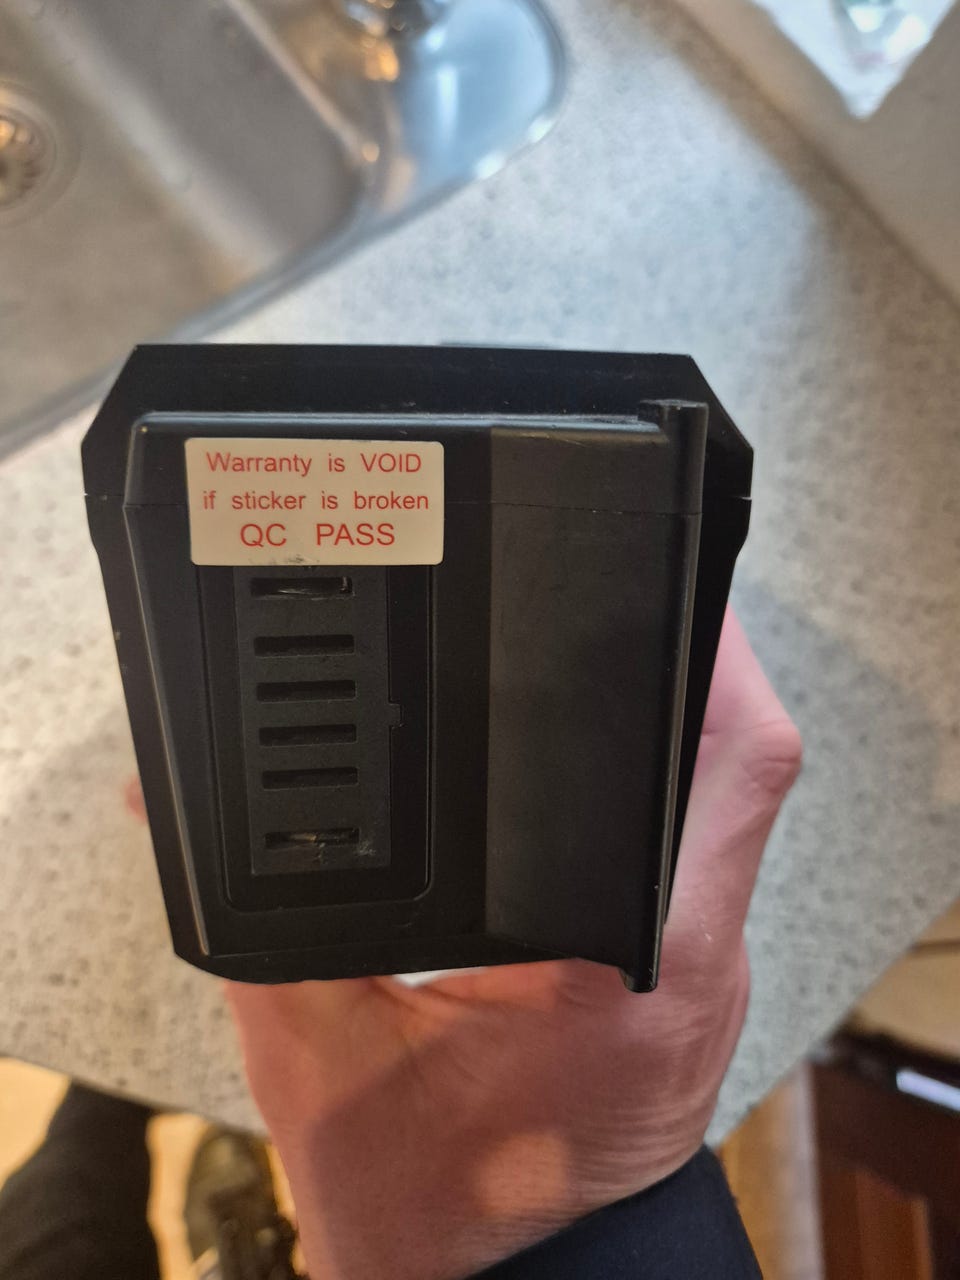 Warranty is VOID
if sticker is broken
QC PASS